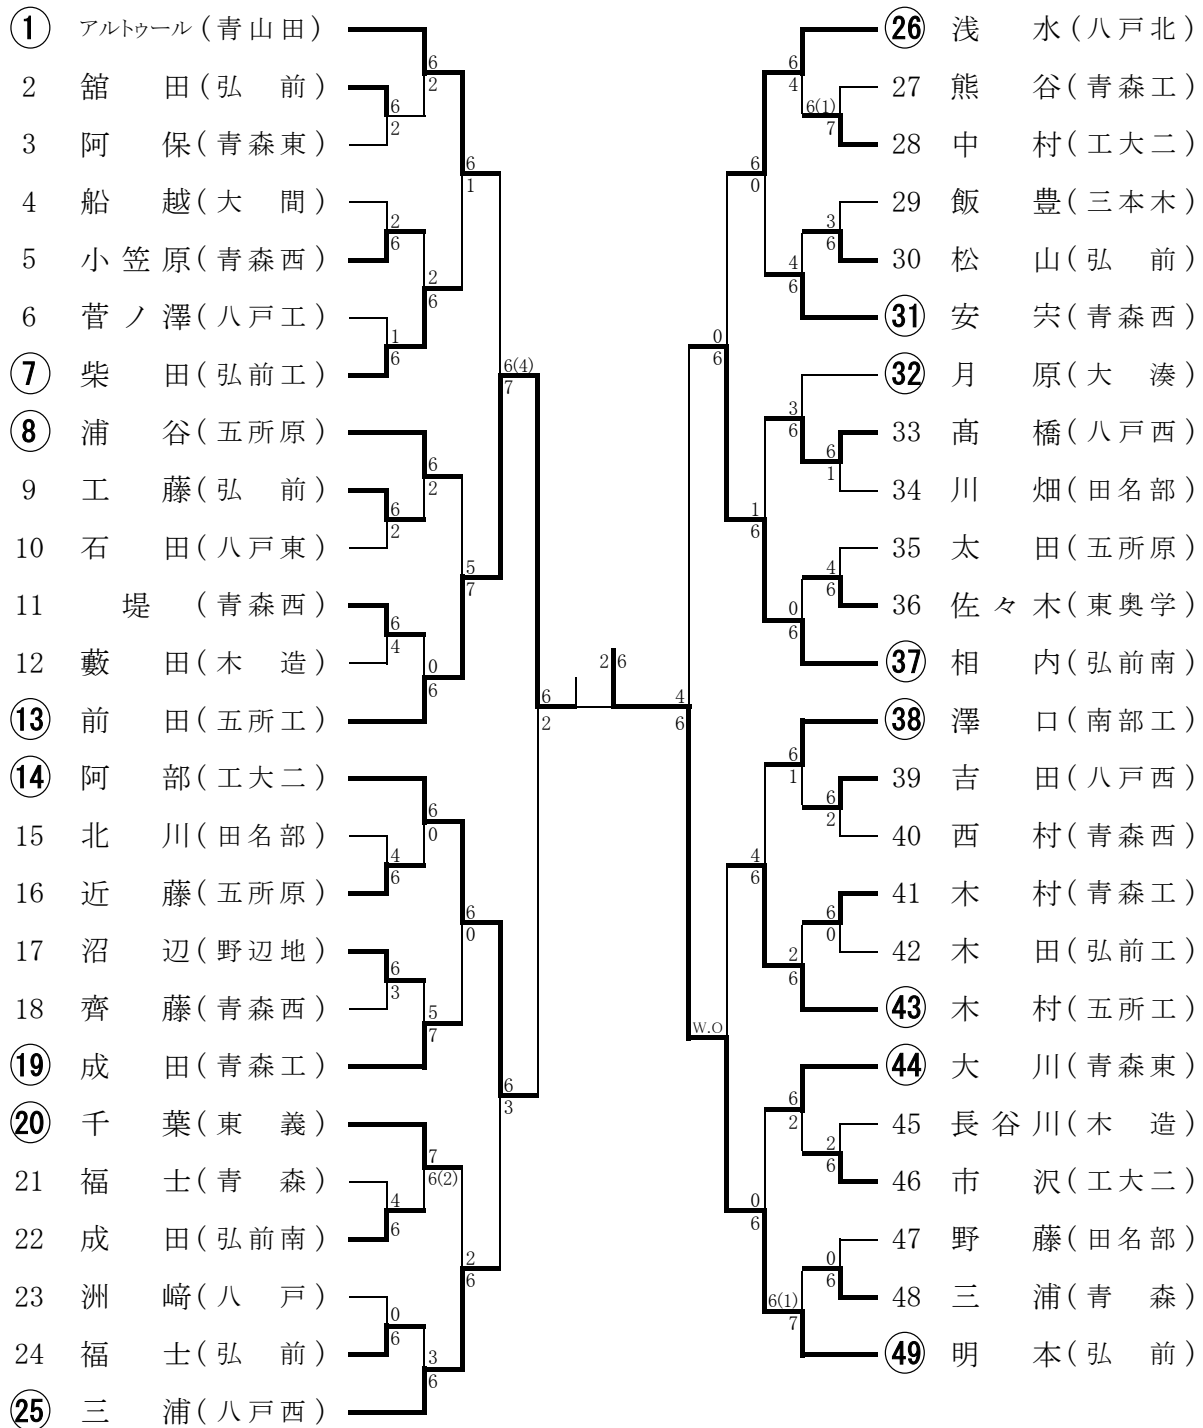 1 アルトゥール (青山田)
2 舘 田 (弘 前)
3 阿 保 (青森東)
4 船 越 (大 間)
5 小笠原 (青森西)
6 菅ノ澤 (八戸工)
7 柴 田 (弘前工)
8 浦 谷 (五所原)
9 工 藤 (弘 前)
10 石 田 (八戸東)
11 堤 (青森西)
12 藪 田 (木 造)
13 前 田 (五所工)
14 阿 部 (工大二)
15 北 川 (田名部)
16 近 藤 (五所原)
17 沼 辺 (野辺地)
18 齊 藤 (青森西)
19 成 田 (青森工)
20 千 葉 (東 義)
21 福 士 (青 森)
22 成 田 (弘前南)
23 洲 﨑 (八 戸)
24 福 士 (弘 前)
25 三 浦 (八戸西)
6
2
6
2
2
6
1
6
6
2
6
2
6
4
0
6
6
0
4
6
6
3
5
7
7
6(2)
4
6
0
6
3
6
6
1
2
6
5
7
6
0
2
6
6(4)
7
6
3
6
2
2 6
4
6
0
6
W.O
6
0
1
6
4
6
0
6
6
4
6(1)
7
3
6
4
6
3
6
6
1
4
6
0
6
6
1
6
2
6
0
2
6
6
2
2
6
0
6
6(1)
7
26 浅 水 (八戸北)
27 熊 谷 (青森工)
28 中 村 (工大二)
29 飯 豊 (三本木)
30 松 山 (弘 前)
31 安 宍 (青森西)
32 月 原 (大 湊)
33 髙 橋 (八戸西)
34 川 畑 (田名部)
35 太 田 (五所原)
36 佐々木 (東奥学)
37 相 内 (弘前南)
38 澤 口 (南部工)
39 吉 田 (八戸西)
40 西 村 (青森西)
41 木 村 (青森工)
42 木 田 (弘前工)
43 木 村 (五所工)
44 大 川 (青森東)
45 長谷川 (木 造)
46 市 沢 (工大二)
47 野 藤 (田名部)
48 三 浦 (青 森)
49 明 本 (弘 前)